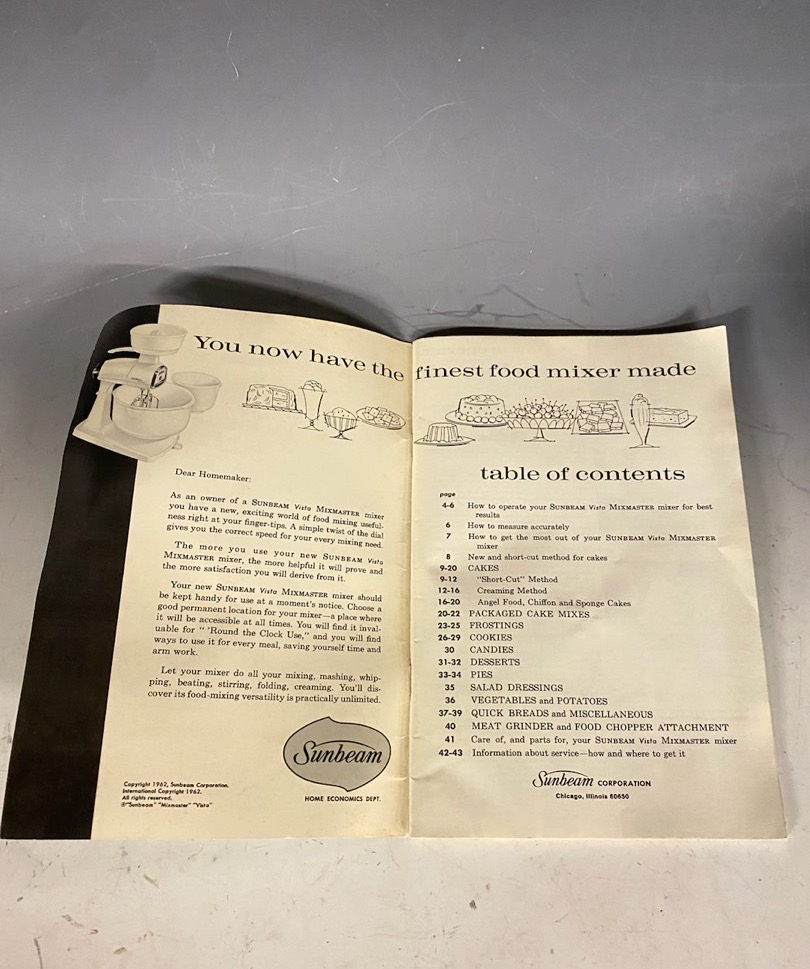 You now have the finest food mixer made
Dear Homemaker:
As an owner of a SUNBEAM Vista MIXMASTER mixer
you have a new, exciting world of food mixing useful-
ness right at your finger-tips. A simple twist of the dial
gives you the correct speed for your every mixing need.
The more you use your new SUNBEAM Vista
MIXMASTER mixer, the more helpful it will prove and
the more satisfaction you will derive from it.
Your new SUNBEAM Vista MIXMASTER mixer should
be kept handy for use at a moment's notice. Choose a
good permanent location for your mixer—a place where
it will be accessible at all times. You will find it inval-
uable for " 'Round the Clock Use," and you will find
ways to use it for every meal, saving yourself time and
arm work.
Let your mixer do all your mixing, mashing, whip-
ping, beating, stirring, folding, creaming. You'll dis-
cover its food-mixing versatility is practically unlimited.
Sunbeam
HOME ECONOMICS DEPT.
Copyright 1962, Sunbeam Corporation.
International Copyright 1962.
All rights reserved.
®"Sunbeam" "Mixmaster" "Vista"
table of contents
page
4-6 How to operate your SUNBEAM Vista MIXMASTER mixer for best
results
6 How to measure accurately
7 How to get the most out of your SUNBEAM Vista MIXMASTER
mixer
8 New and short-cut method for cakes
9-20 CAKES
9-12 "Short-Cut" Method
12-16 Creaming Method
16-20 Angel Food, Chiffon and Sponge Cakes
20-22 PACKAGED CAKE MIXES
23-25 FROSTINGS
26-29 COOKIES
30 CANDIES
31-32 DESSERTS
33-34 PIES
35 SALAD DRESSINGS
36 VEGETABLES and POTATOES
37-39 QUICK BREADS and MISCELLANEOUS
40 MEAT GRINDER and FOOD CHOPPER ATTACHMENT
41 Care of, and parts for, your SUNBEAM Vista MIXMASTER mixer
42-43 Information about service—how and where to get it
Sunbeam CORPORATION
Chicago, Illinois 60650